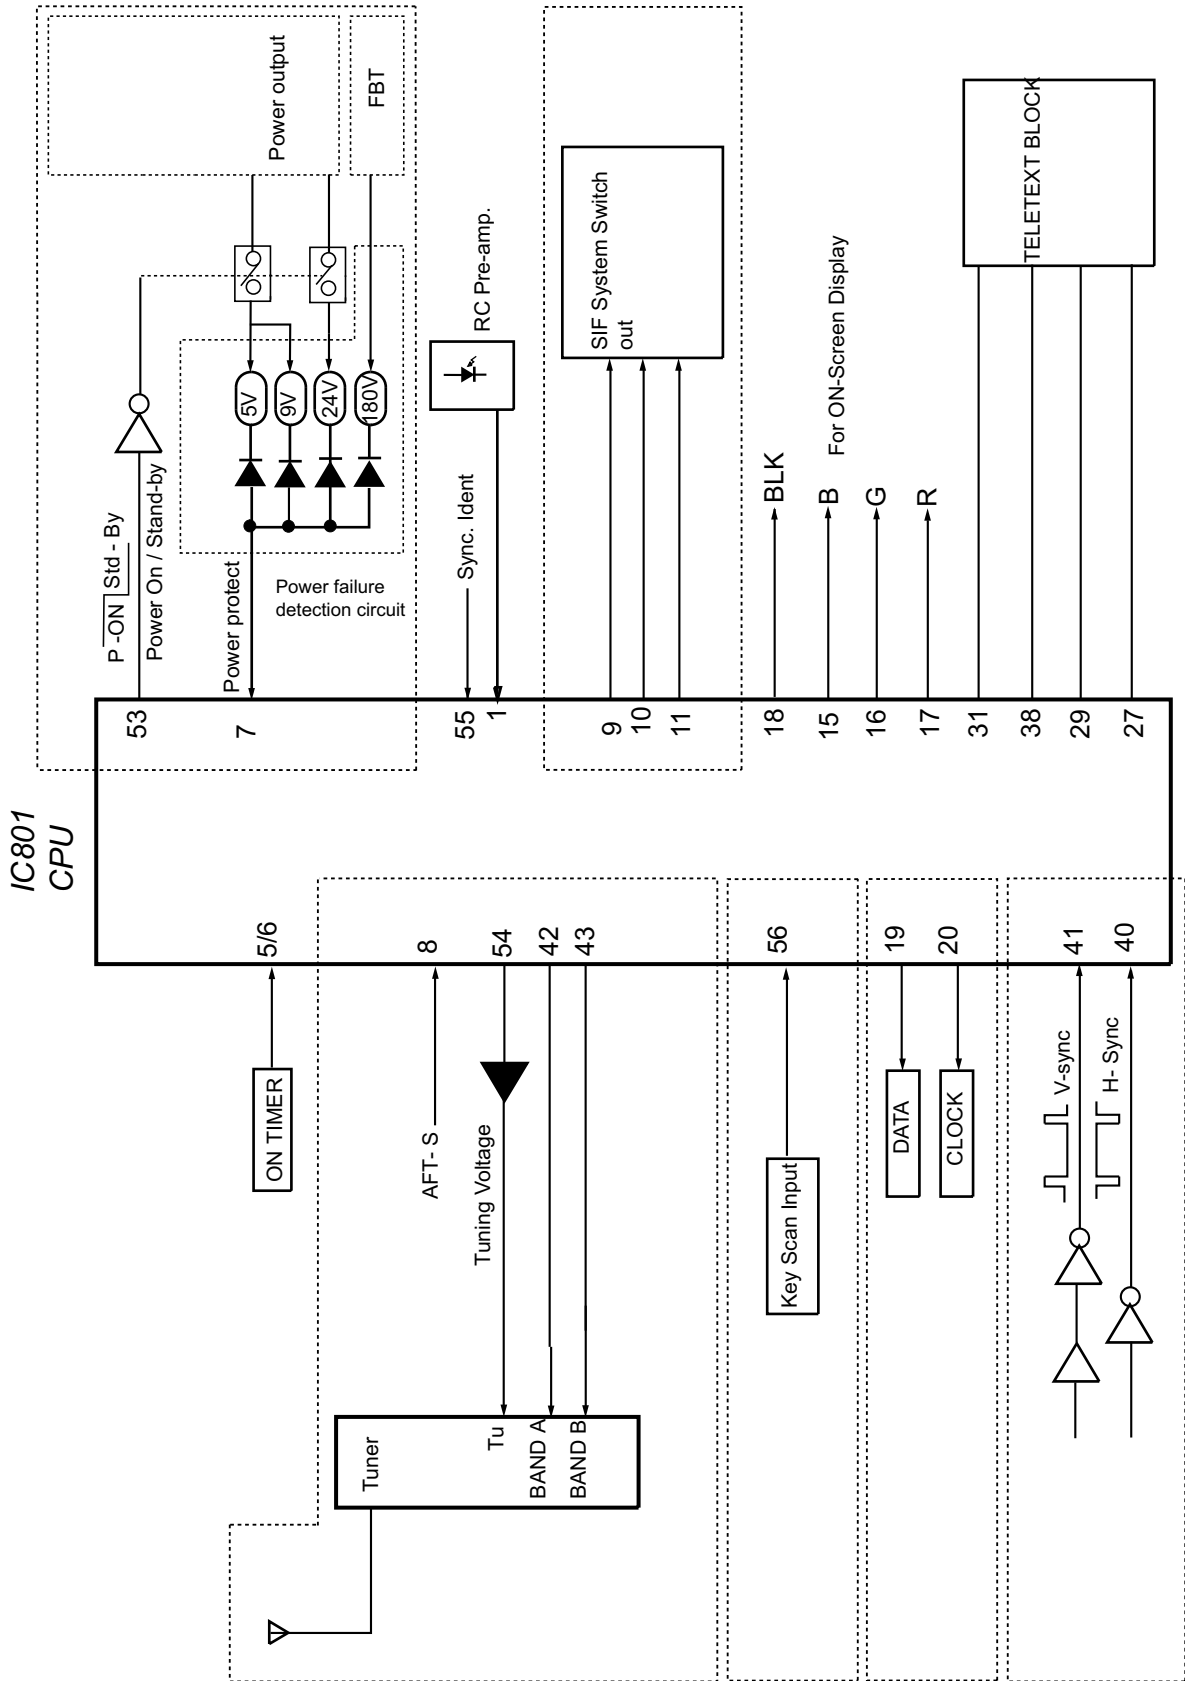 IC801
CPU
P -ON
Std - By
Power On / Stand-by
Power output
FBT
5V
9V
24V
180V
Power protect
Power failure
detection circuit
Sync. Ident
RC Pre-amp.
SIF System Switch
out
BLK
B
G
R
For ON-Screen Display
TELETEXT BLOCK
53
7
55
1
9
10
11
18
15
16
17
31
38
29
27
5/6
8
54
42
43
56
19
20
41
40
ON TIMER
AFT- S
Tuning Voltage
Tuner
Tu
BAND A
BAND B
Key Scan Input
DATA
CLOCK
V-sync
H- Sync